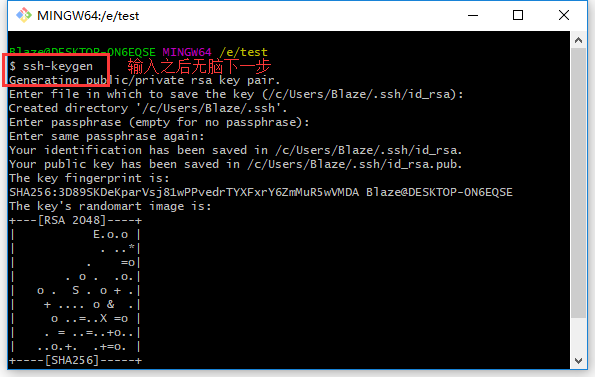 MINGW64:/e/test
Blaze@DESKTOP-ON6EQSE MINGW64 /e/test
$ ssh-keygen 输入之后无脑下一步
Generating public/private rsa key pair.
Enter file in which to save the key (/c/Users/Blaze/.ssh/id_rsa):
Created directory '/c/Users/Blaze/.ssh'.
Enter passphrase (empty for no passphrase):
Enter same passphrase again:
Your identification has been saved in /c/Users/Blaze/.ssh/id_rsa.
Your public key has been saved in /c/Users/Blaze/.ssh/id_rsa.pub.
The key fingerprint is:
SHA256:3D89SKDeKparVsj81wPPvedrTYXFxrY6ZmMuR5wVMDA Blaze@DESKTOP-ON6EQSE
The key's randomart image is:
+---[RSA 2048]----+
|           E.o.o |
|            . ..*|
|          .    =o|
|       . o .  .o.|
|   o .  S . o + .|
|    + .... o &  .|
|     o ..=..X =o |
|    . = ..=..+o..|
|   ..o.+.  .+=o. |
+----[SHA256]-----+